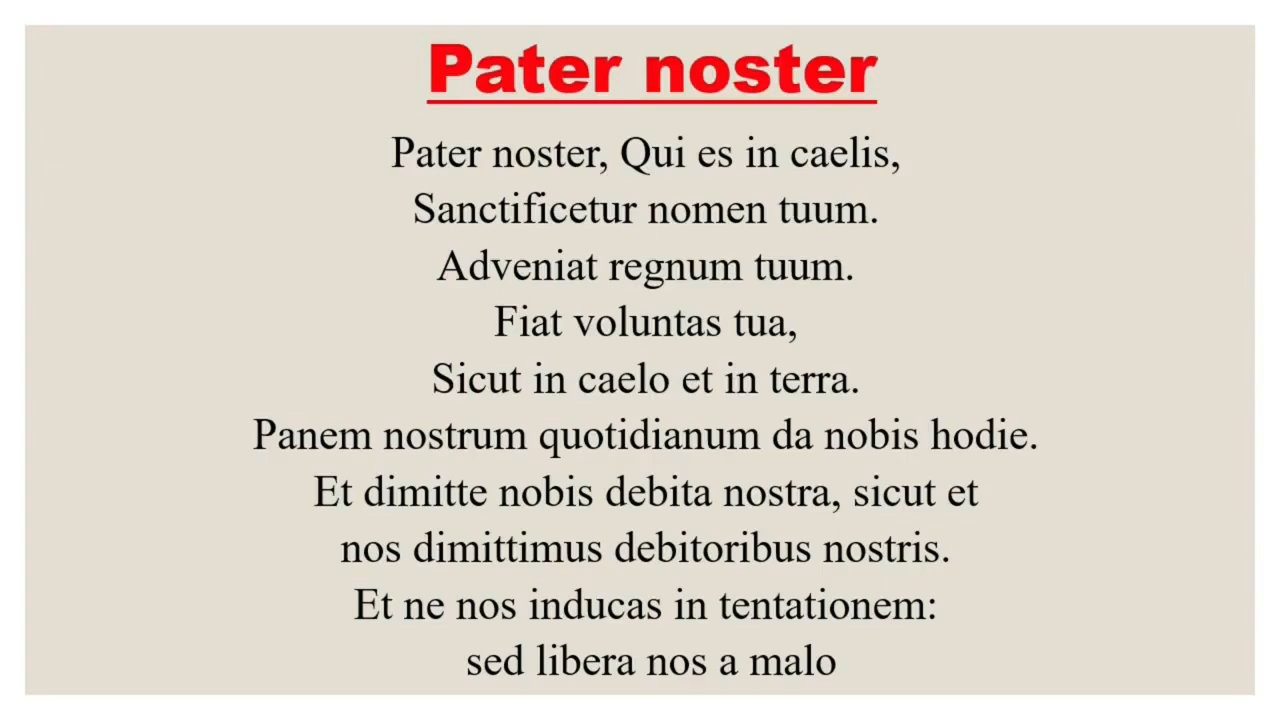 Pater noster
Pater noster, Qui es in caelis,
Sanctificetur nomen tuum.
Adveniat regnum tuum.
Fiat voluntas tua,
Sicut in caelo et in terra.
Panem nostrum quotidianum da nobis hodie.
Et dimitte nobis debita nostra, sicut et
nos dimittimus debitoribus nostris.
Et ne nos inducas in tentationem:
sed libera nos a malo